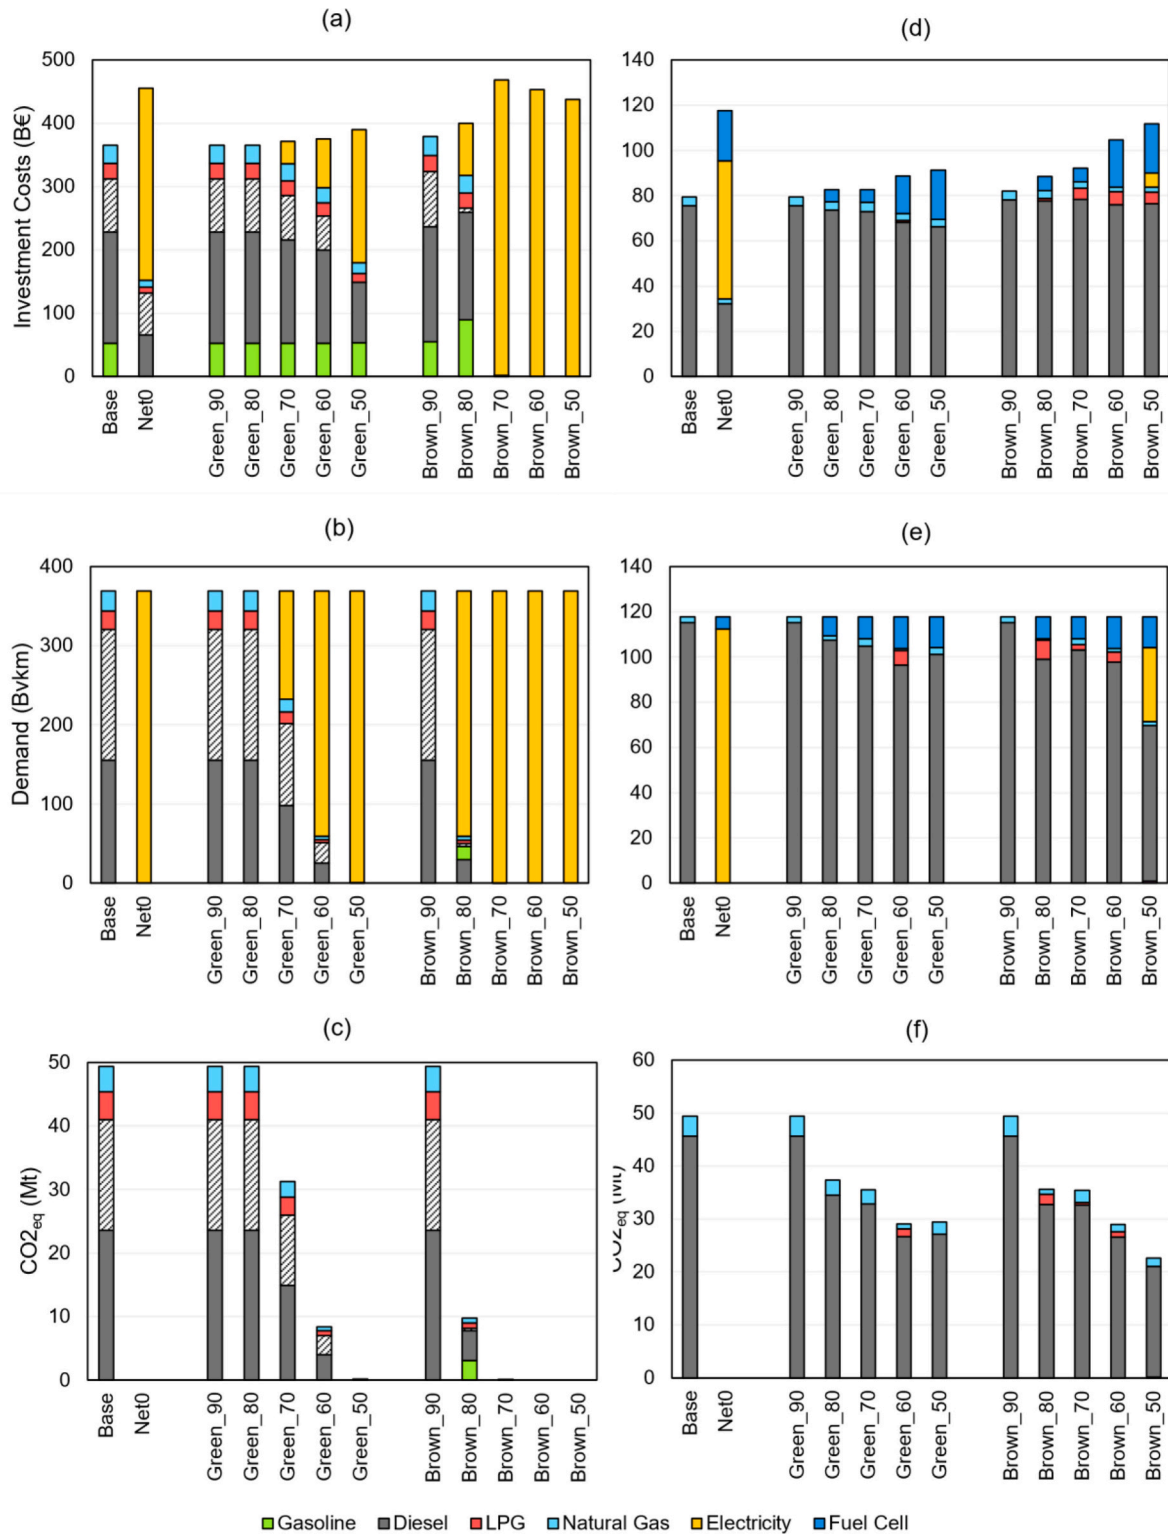 (a)
Investment Costs (B€)
500
400
300
200
100
0
Base
Net0
Green_90
Green_80
Green_70
Green_60
Green_50
Brown_90
Brown_80
Brown_70
Brown_60
Brown_50
(d)
140
120
100
80
60
40
20
0
Base
Net0
Green_90
Green_80
Green_70
Green_60
Green_50
Brown_90
Brown_80
Brown_70
Brown_60
Brown_50
(b)
Demand (Bvkm)
400
300
200
100
0
Base
Net0
Green_90
Green_80
Green_70
Green_60
Green_50
Brown_90
Brown_80
Brown_70
Brown_60
Brown_50
(e)
140
120
100
80
60
40
20
0
Base
Net0
Green_90
Green_80
Green_70
Green_60
Green_50
Brown_90
Brown_80
Brown_70
Brown_60
Brown_50
(c)
CO2eq (Mt)
50
40
30
20
10
0
Base
Net0
Green_90
Green_80
Green_70
Green_60
Green_50
Brown_90
Brown_80
Brown_70
Brown_60
Brown_50
(f)
CO2eq (Mt)
60
50
40
30
20
10
0
Base
Net0
Green_90
Green_80
Green_70
Green_60
Green_50
Brown_90
Brown_80
Brown_70
Brown_60
Brown_50
Gasoline Diesel LPG Natural Gas Electricity Fuel Cell